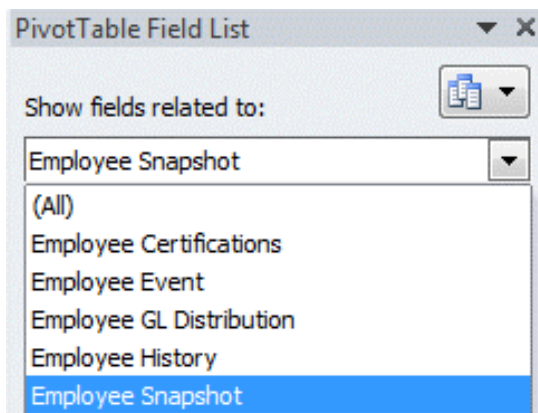 PivotTable Field List
Show fields related to:
Employee Snapshot
(All)
Employee Certifications
Employee Event
Employee GL Distribution
Employee History
Employee Snapshot